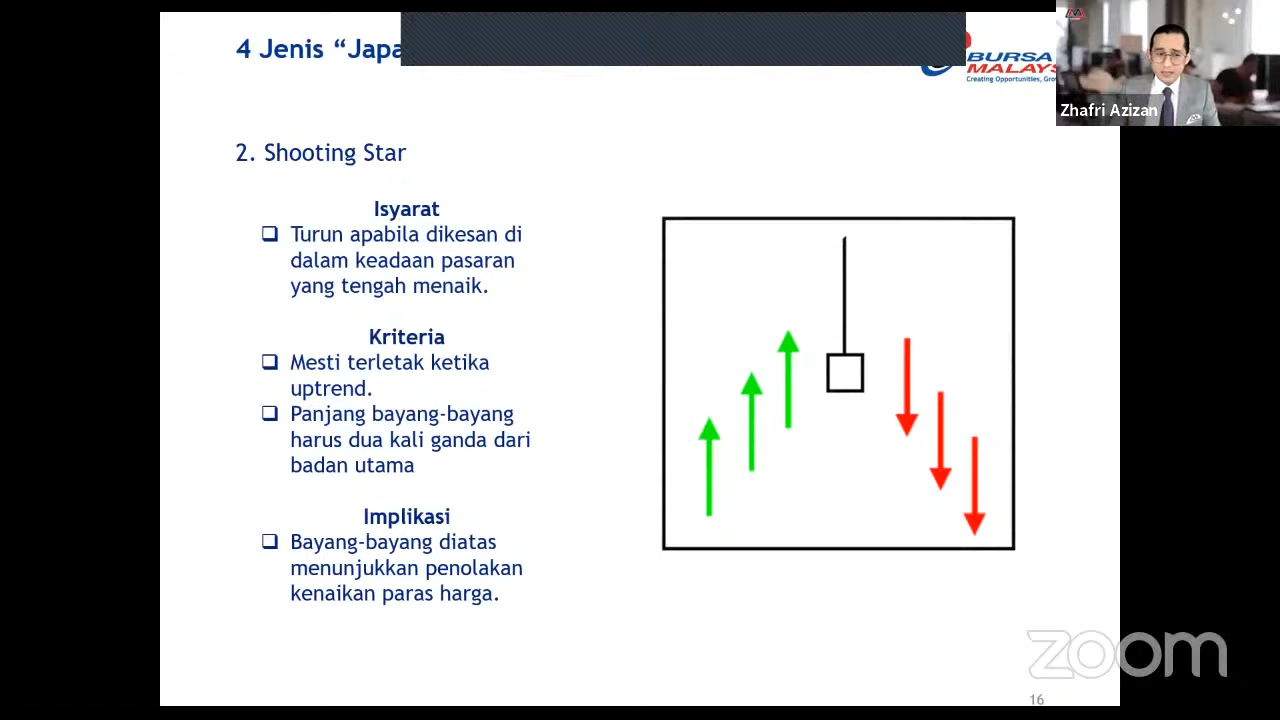 4 Jenis “Japa
BURSA
MALAYS
Creating Opportunities, Gro
Zhafri Azizan
2. Shooting Star
Isyarat
❑ Turun apabila dikesan di
dalam keadaan pasaran
yang tengah menaik.
Kriteria
❑ Mesti terletak ketika
uptrend.
❑ Panjang bayang-bayang
harus dua kali ganda dari
badan utama
Implikasi
❑ Bayang-bayang diatas
menunjukkan penolakan
kenaikan paras harga.
zoom
16